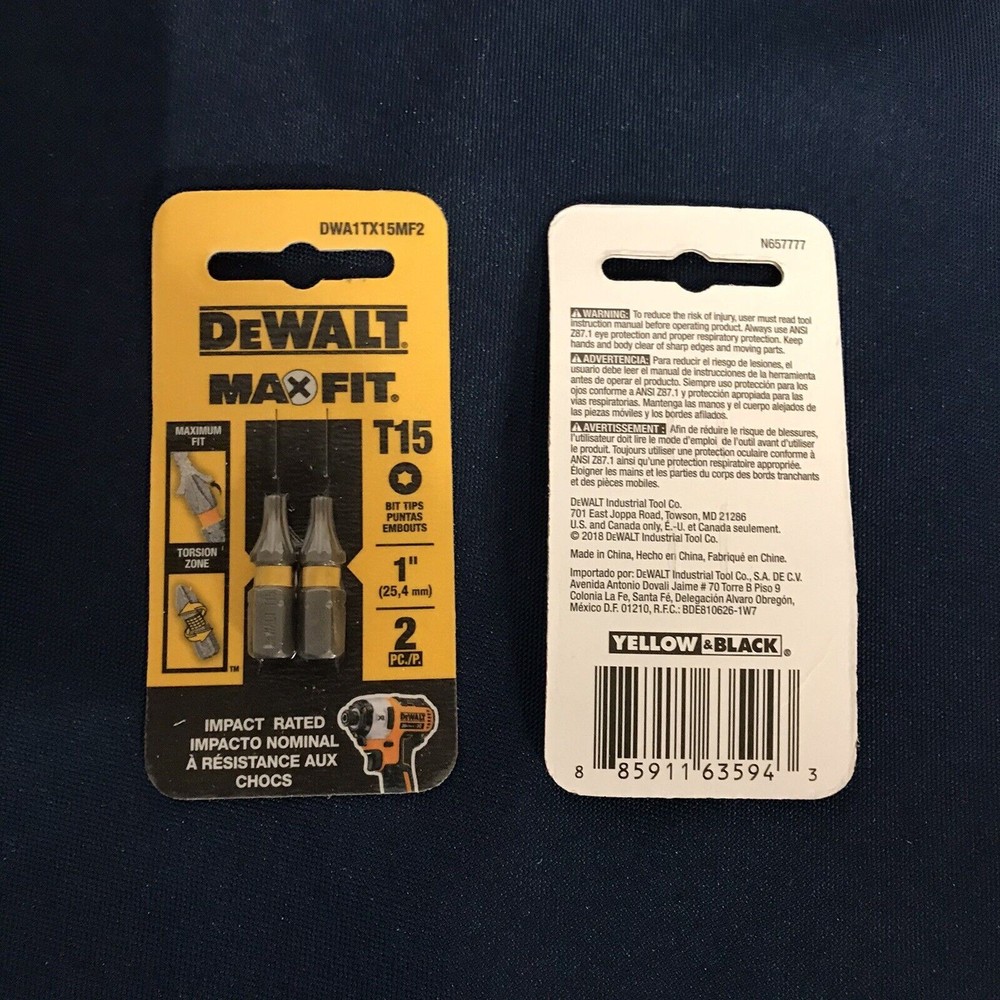 DWA1TX15MF2
DEWALT®
MAXFIT®
MAXIMUM
FIT
T15
BIT TIPS
PUNTAS
EMBOUTS
TORSION
ZONE
1"
(25,4 mm)
2
PC./P.
TM
IMPACT RATED
IMPACTO NOMINAL
À RÉSISTANCE AUX
CHOCS
DEWALT
N657777
WARNING: To reduce the risk of injury, user must read tool
instruction manual before operating product. Always use ANSI
Z87.1 eye protection and proper respiratory protection. Keep
hands and body clear of sharp edges and moving parts.
ADVERTENCIA: Para reducir el riesgo de lesiones, el
usuario debe leer el manual de instrucciones de la herramienta
antes de operar el producto. Siempre use protección para los
ojos conforme a ANSI Z87.1 y protección apropiada para las
vías respiratorias. Mantenga las manos y el cuerpo alejados de
las piezas móviles y los bordes afilados.
AVERTISSEMENT : Afin de réduire le risque de blessures,
l'utilisateur doit lire le mode d'emploi de l'outil avant d'utiliser
le produit. Toujours utiliser une protection oculaire conforme à
ANSI Z87.1 ainsi qu'une protection respiratoire appropriée.
Éloigner les mains et les parties du corps des bords tranchants
et des pièces mobiles.
DEWALT Industrial Tool Co.
701 East Joppa Road, Towson, MD 21286
U.S. and Canada only, É.-U. et Canada seulement.
© 2018 DEWALT Industrial Tool Co.
Made in China, Hecho en China, Fabriqué en Chine.
Importado por: DEWALT Industrial Tool Co., S.A. DE C.V.
Avenida Antonio Dovali Jaime # 70 Torre B Piso 9
Colonia La Fe, Santa Fé, Delegación Alvaro Obregón,
México D.F. 01210, R.F.C.: BDE810626-1W7
YELLOW & BLACK®
8 85911 63594 3